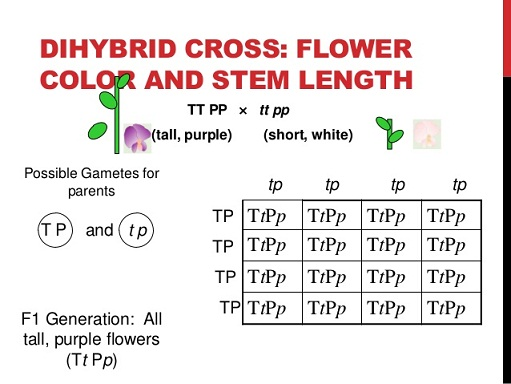 DIHYBRID CROSS: FLOWER
COLOR AND STEM LENGTH
TT PP × tt pp
(tall, purple) (short, white)
Possible Gametes for
parents
T P and t p
tp tp tp tp
TP TtPp TtPp TtPp TtPp
TP TtPp TtPp TtPp TtPp
TP TtPp TtPp TtPp TtPp
TP TtPp TtPp TtPp TtPp
F1 Generation: All
tall, purple flowers
(Tt Pp)